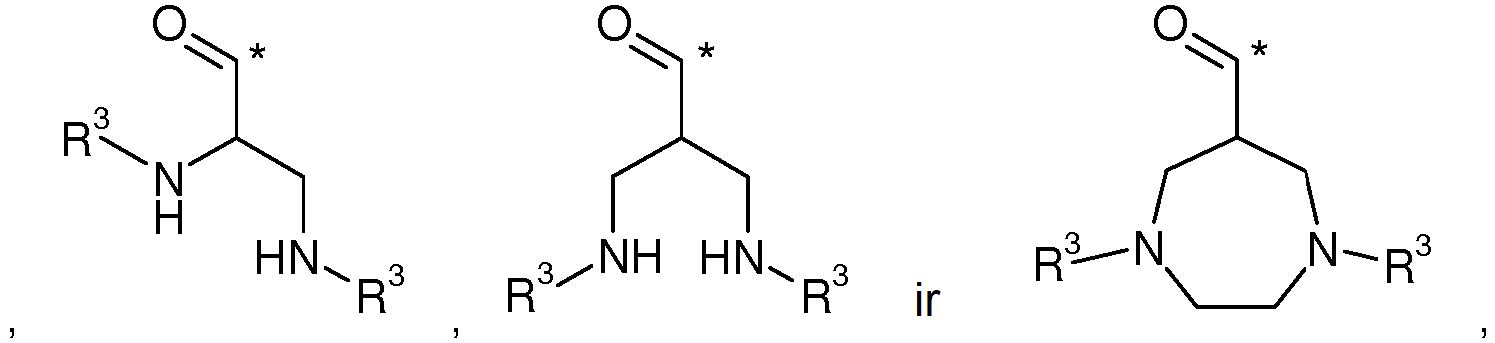 O * O * O *
R³
N
H
HN NH HN R³ N N R³
, R³ , R³ R³ ir ,